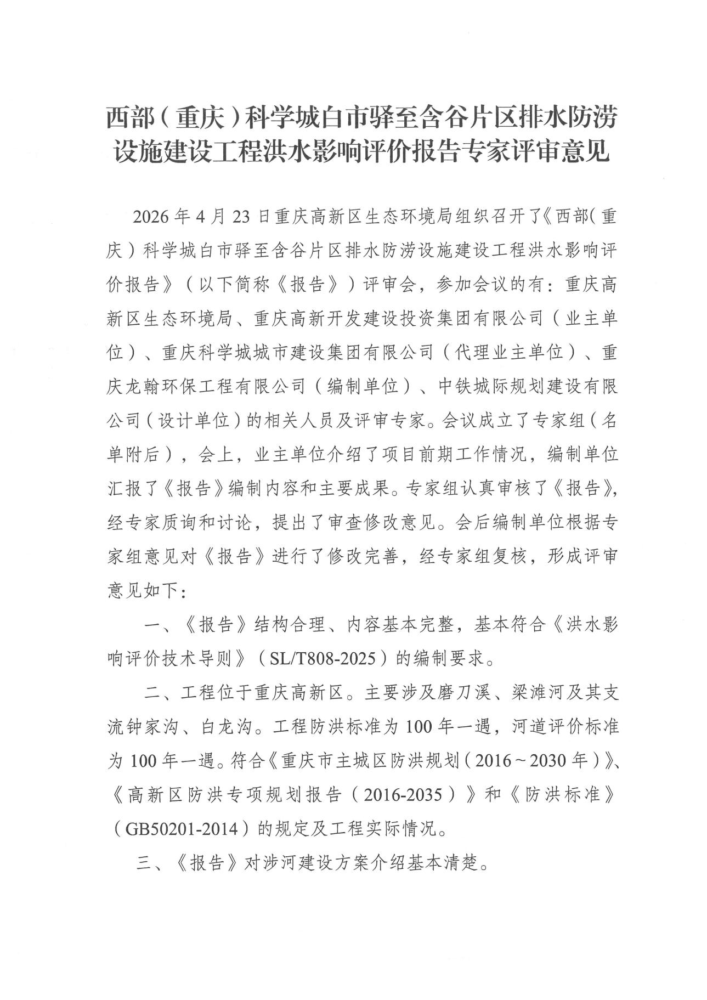 西部（重庆）科学城白市驿至含谷片区排水防涝
设施建设工程洪水影响评价报告专家评审意见
2026 年 4 月 23 日重庆高新区生态环境局组织召开了《西部（重
庆）科学城白市驿至含谷片区排水防涝设施建设工程洪水影响评
价报告》（以下简称《报告》）评审会，参加会议的有：重庆高
新区生态环境局、重庆高新开发建设投资集团有限公司（业主单
位）、重庆科学城城市建设集团有限公司（代理业主单位）、重
庆龙翰环保工程有限公司（编制单位）、中铁城际规划建设有限
公司（设计单位）的相关人员及评审专家。会议成立了专家组（名
单附后），会上，业主单位介绍了项目前期工作情况，编制单位
汇报了《报告》编制内容和主要成果。专家组认真审核了《报告》，
经专家质询和讨论，提出了审查修改意见。会后编制单位根据专
家组意见对《报告》进行了修改完善，经专家组复核，形成评审
意见如下：
一、《报告》结构合理、内容基本完整，基本符合《洪水影
响评价技术导则》（SL/T808-2025）的编制要求。
二、工程位于重庆高新区。主要涉及磨刀溪、梁滩河及其支
流钟家沟、白龙沟。工程防洪标准为 100 年一遇，河道评价标准
为 100 年一遇。符合《重庆市主城区防洪规划（2016～2030 年）》、
《高新区防洪专项规划报告（2016-2035）》和《防洪标准》
（GB50201-2014）的规定及工程实际情况。
三、《报告》对涉河建设方案介绍基本清楚。